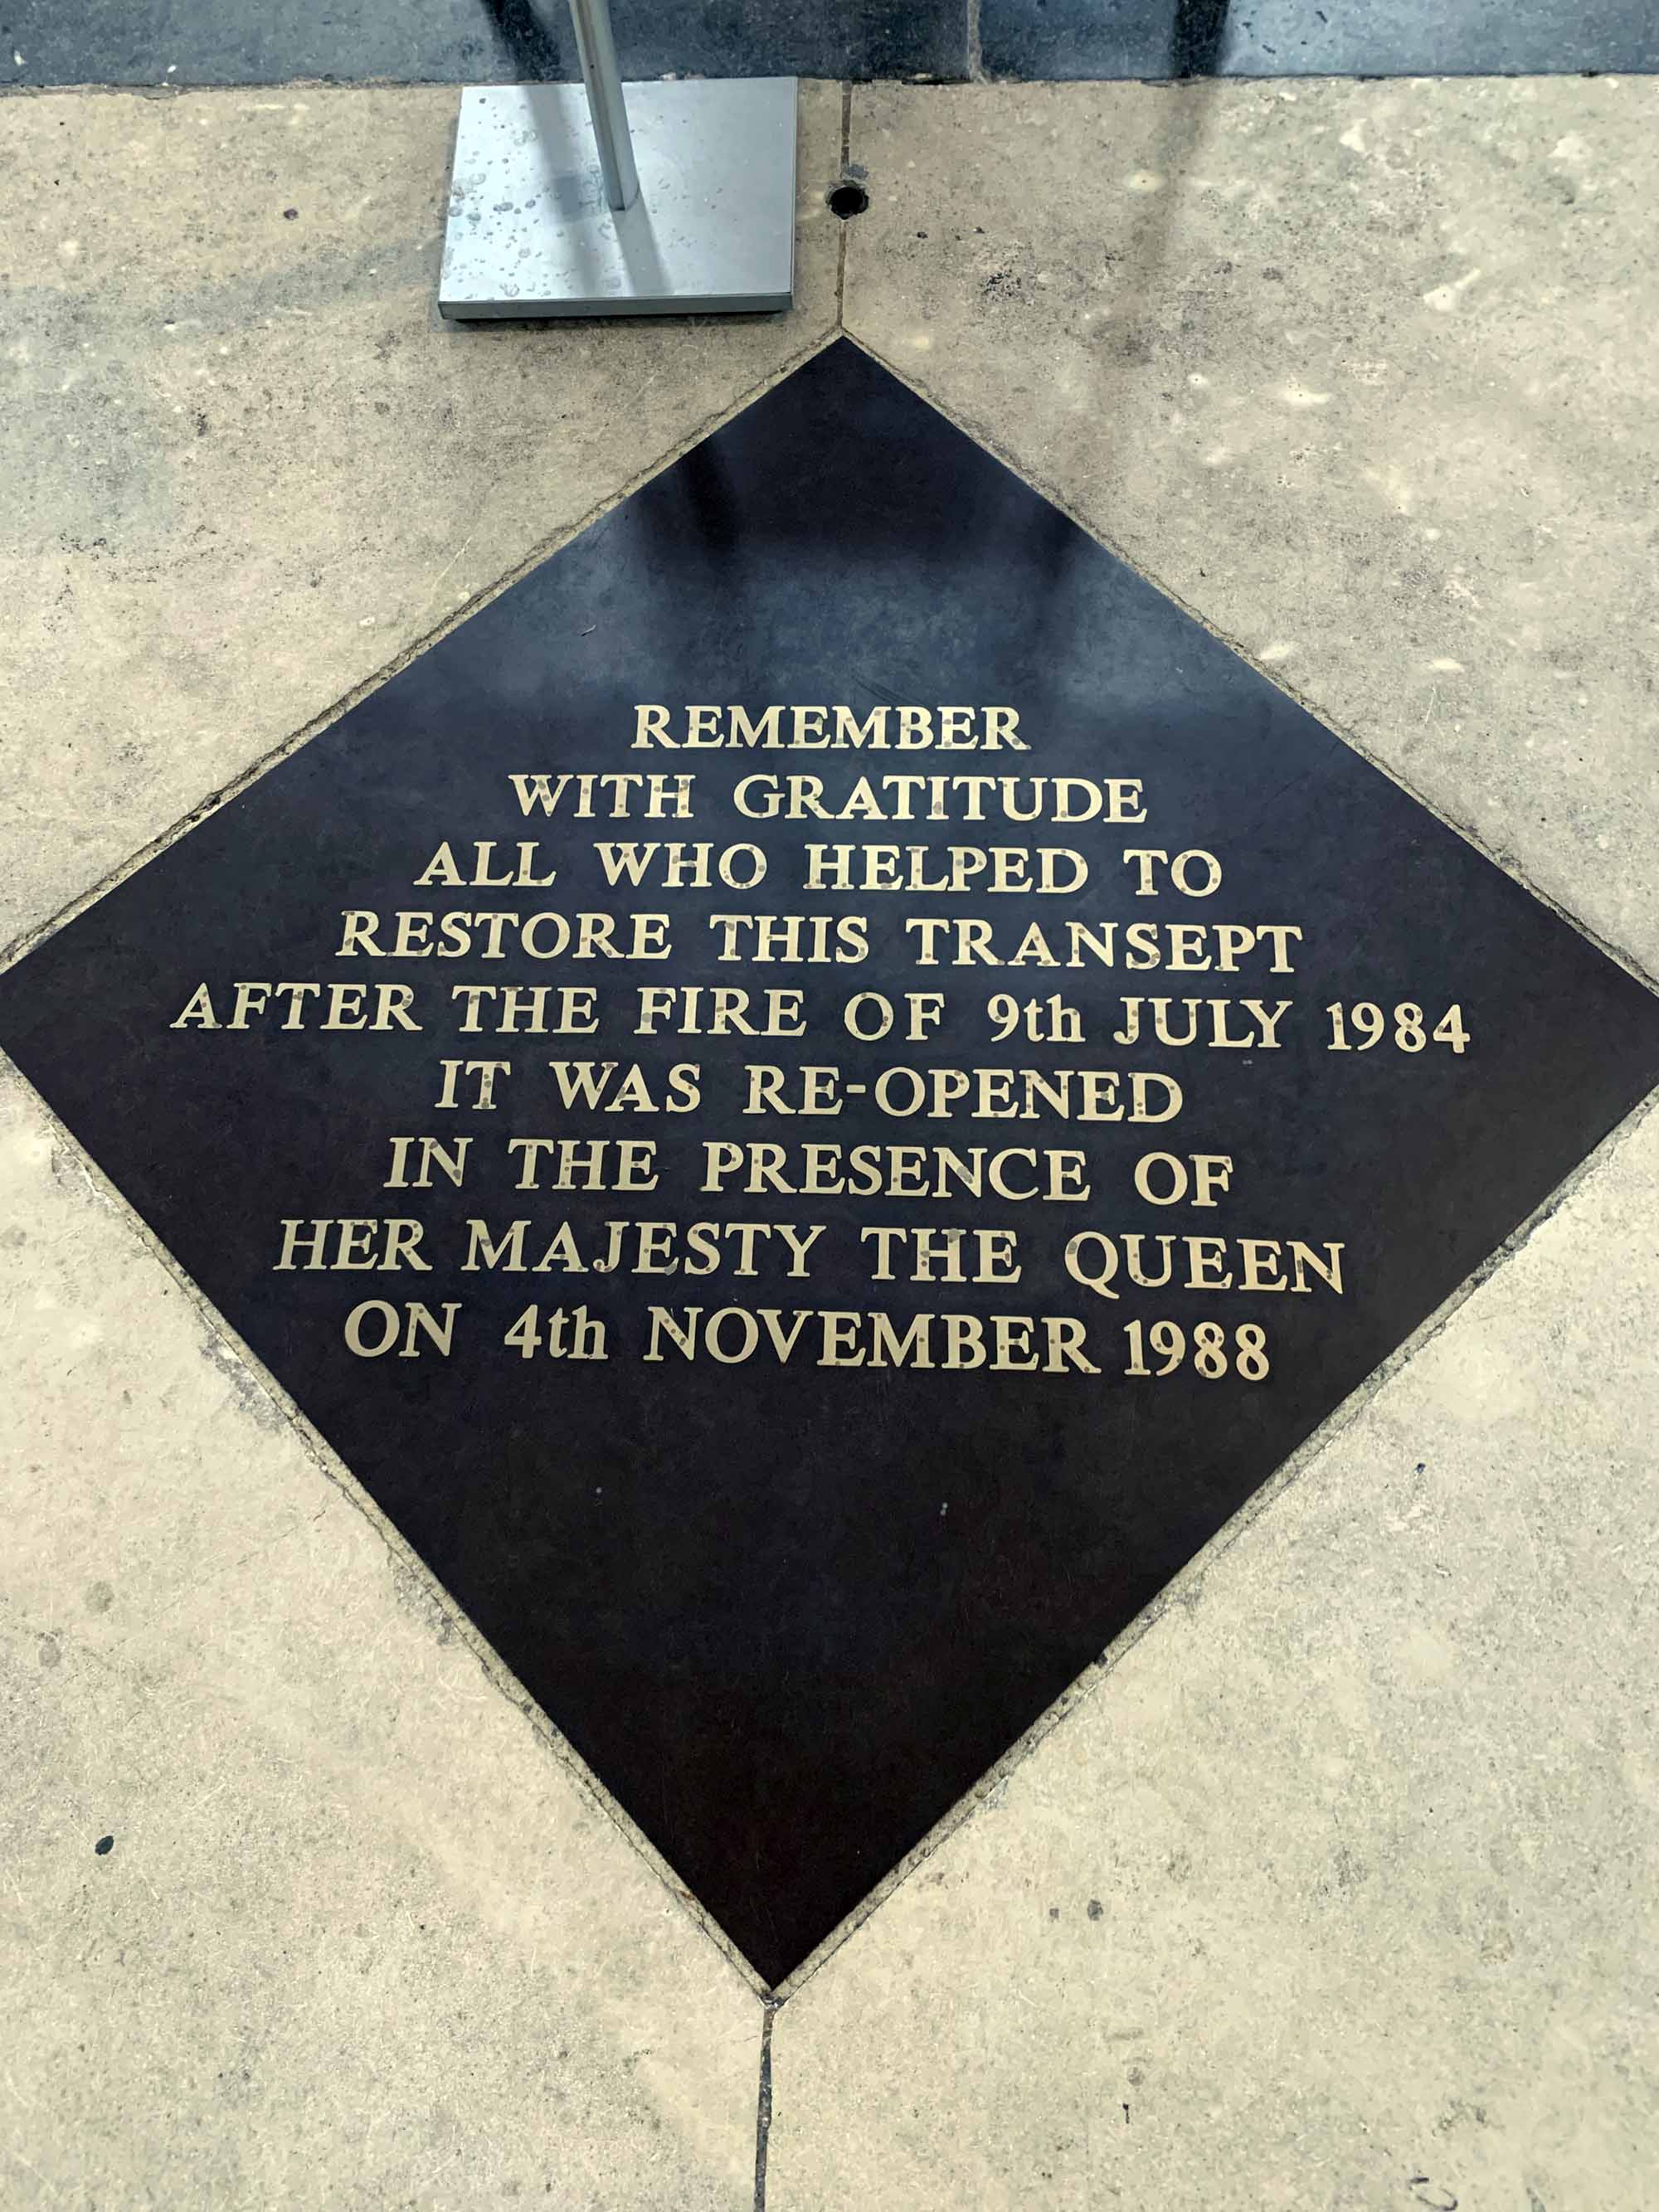 REMEMBER
WITH GRATITUDE
ALL WHO HELPED TO
RESTORE THIS TRANSEPT
AFTER THE FIRE OF 9th JULY 1984
IT WAS RE-OPENED
IN THE PRESENCE OF
HER MAJESTY THE QUEEN
ON 4th NOVEMBER 1988